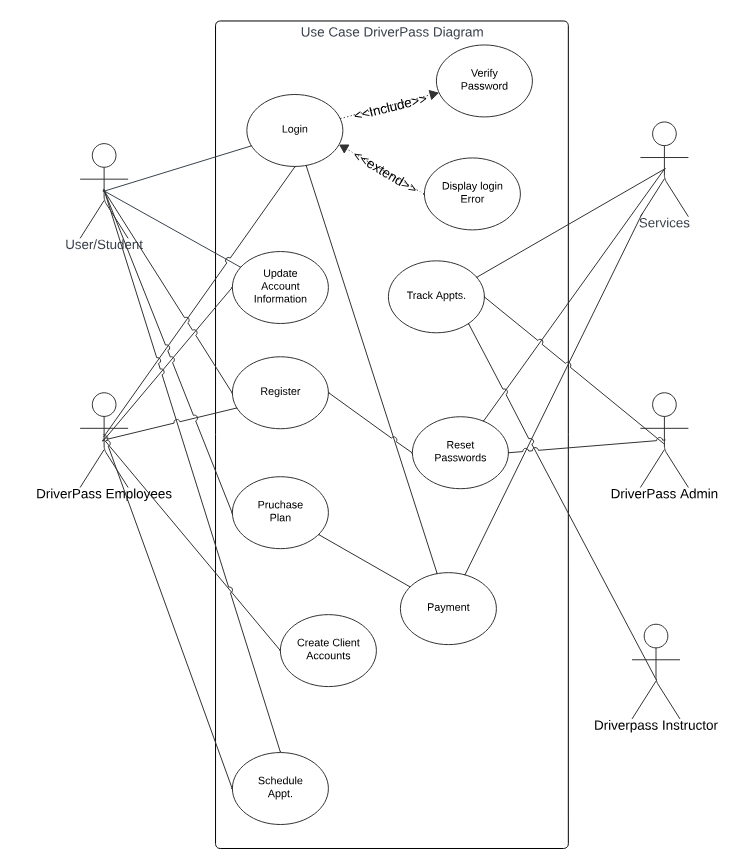 Use Case DriverPass Diagram
Verify
Password
<<Include>>
Login
<<extend>>
Display login
Error
User/Student
Services
Update
Account
Information
Track Appts.
Register
Reset
Passwords
DriverPass Employees
DriverPass Admin
Pruchase
Plan
Payment
Create Client
Accounts
Driverpass Instructor
Schedule
Appt.